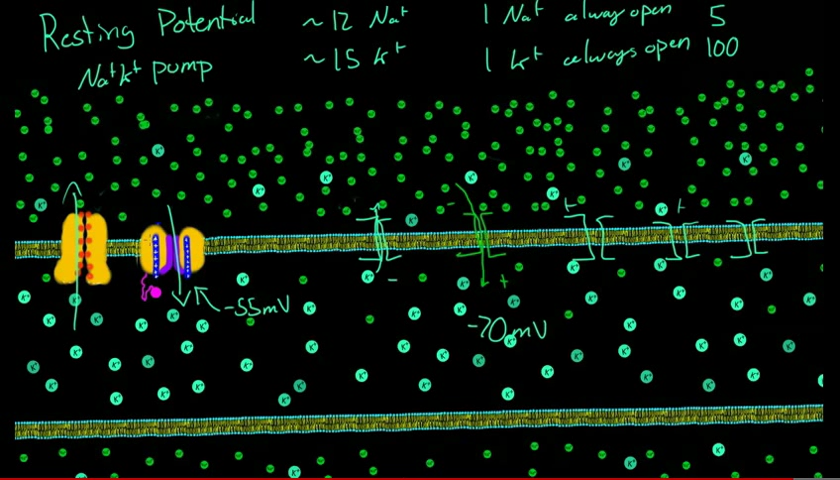 Resting Potential ~12 Na⁺ 1 Na⁺ always open 5
Na⁺K⁺ pump ~15 K⁺ 1 K⁺ always open 100
-55mV
-70mV